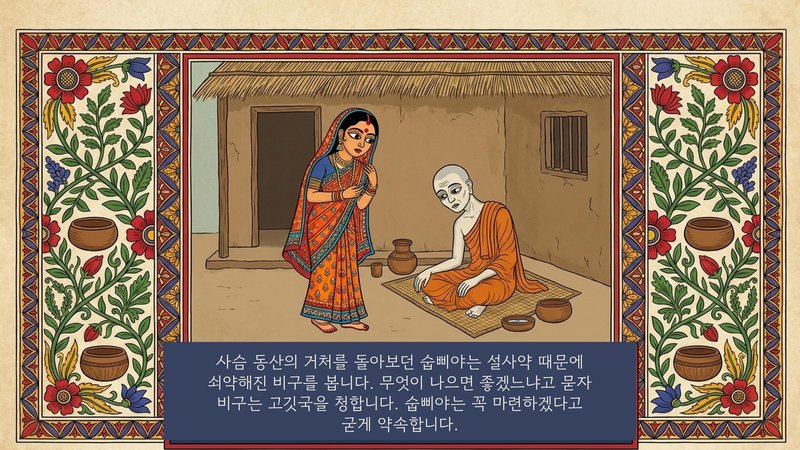 사슴 동산의 거처를 돌아보던 숩삐야는 설사약 때문에
쇠약해진 비구를 봅니다. 무엇이 나으면 좋겠느냐고 묻자
비구는 고깃국을 청합니다. 숩삐야는 꼭 마련하겠다고
굳게 약속합니다.